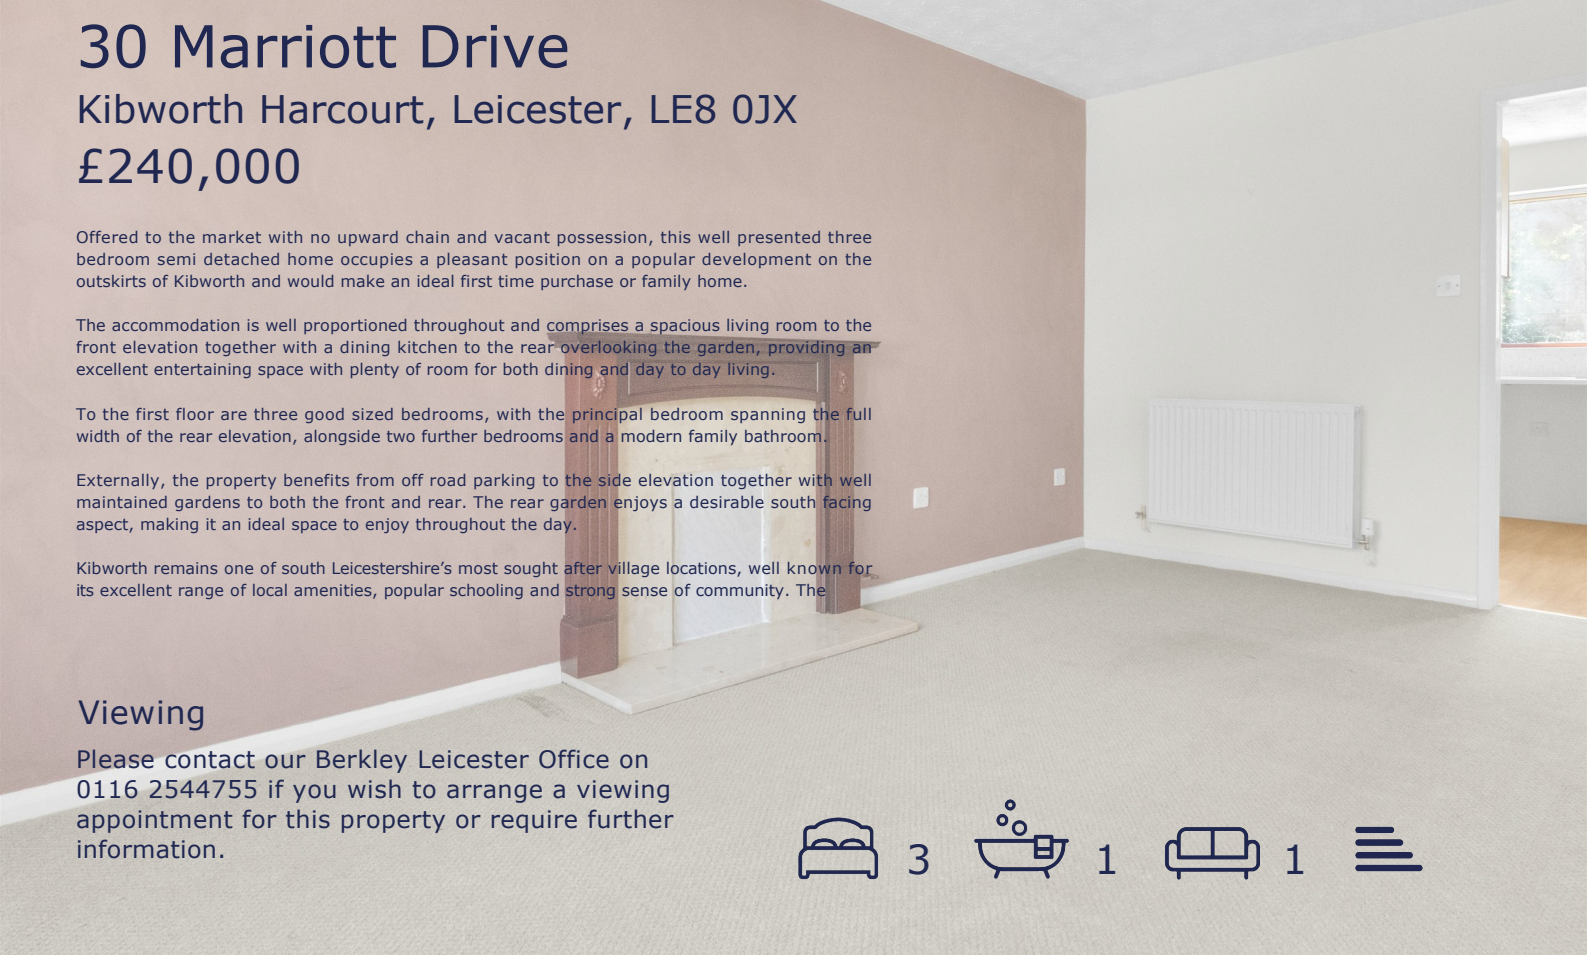 30 Marriott Drive
Kibworth Harcourt, Leicester, LE8 0JX
£240,000
Offered to the market with no upward chain and vacant possession, this well presented three
bedroom semi detached home occupies a pleasant position on a popular development on the
outskirts of Kibworth and would make an ideal first time purchase or family home.
The accommodation is well proportioned throughout and comprises a spacious living room to the
front elevation together with a dining kitchen to the rear overlooking the garden, providing an
excellent entertaining space with plenty of room for both dining and day to day living.
To the first floor are three good sized bedrooms, with the principal bedroom spanning the full
width of the rear elevation, alongside two further bedrooms and a modern family bathroom.
Externally, the property benefits from off road parking to the side elevation together with well
maintained gardens to both the front and rear. The rear garden enjoys a desirable south facing
aspect, making it an ideal space to enjoy throughout the day.
Kibworth remains one of south Leicestershire’s most sought after village locations, well known for
its excellent range of local amenities, popular schooling and strong sense of community. The
Viewing
Please contact our Berkley Leicester Office on
0116 2544755 if you wish to arrange a viewing
appointment for this property or require further
information.
3 1 1